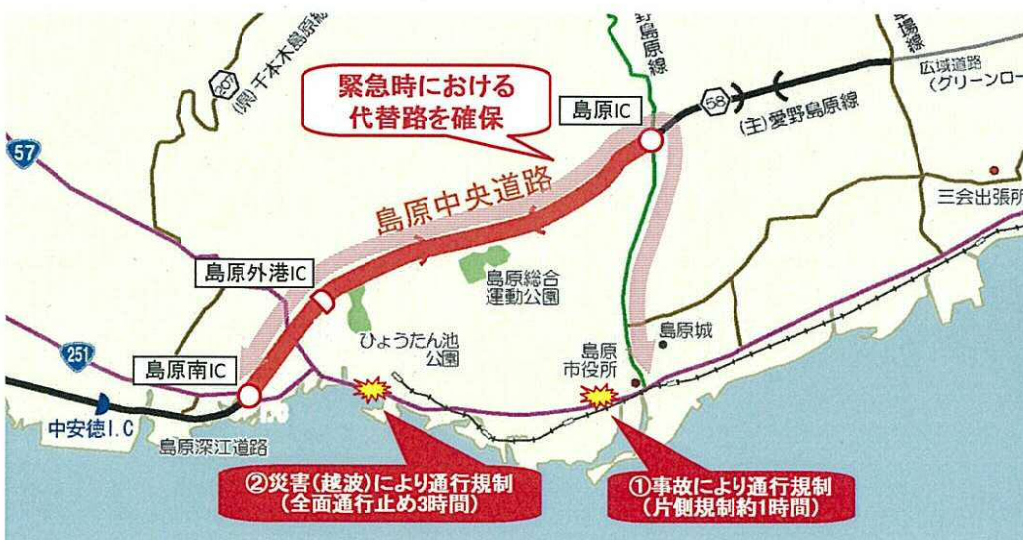 207
(県)千本木島原
野島原線
広域道路
(グリーンロー
緊急時における
代替路を確保
島原IC
58
(主)愛野島原線
57
三会出張所
島原中央道路
島原外港IC
島原総合
運動公園
ひょうたん池
公園
島原城
島原
市役所
251
島原南IC
中安徳I.C
島原深江道路
②災害(越波)により通行規制
(全面通行止め3時間)
①事故により通行規制
(片側規制約1時間)